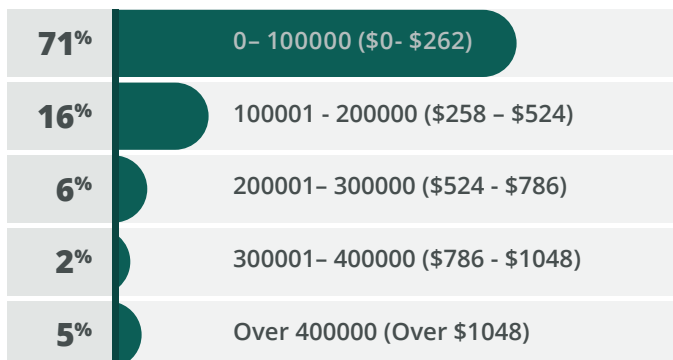 71% 0– 100000 ($0- $262)
16% 100001 - 200000 ($258 – $524)
6% 200001– 300000 ($524 - $786)
2% 300001– 400000 ($786 - $1048)
5% Over 400000 (Over $1048)